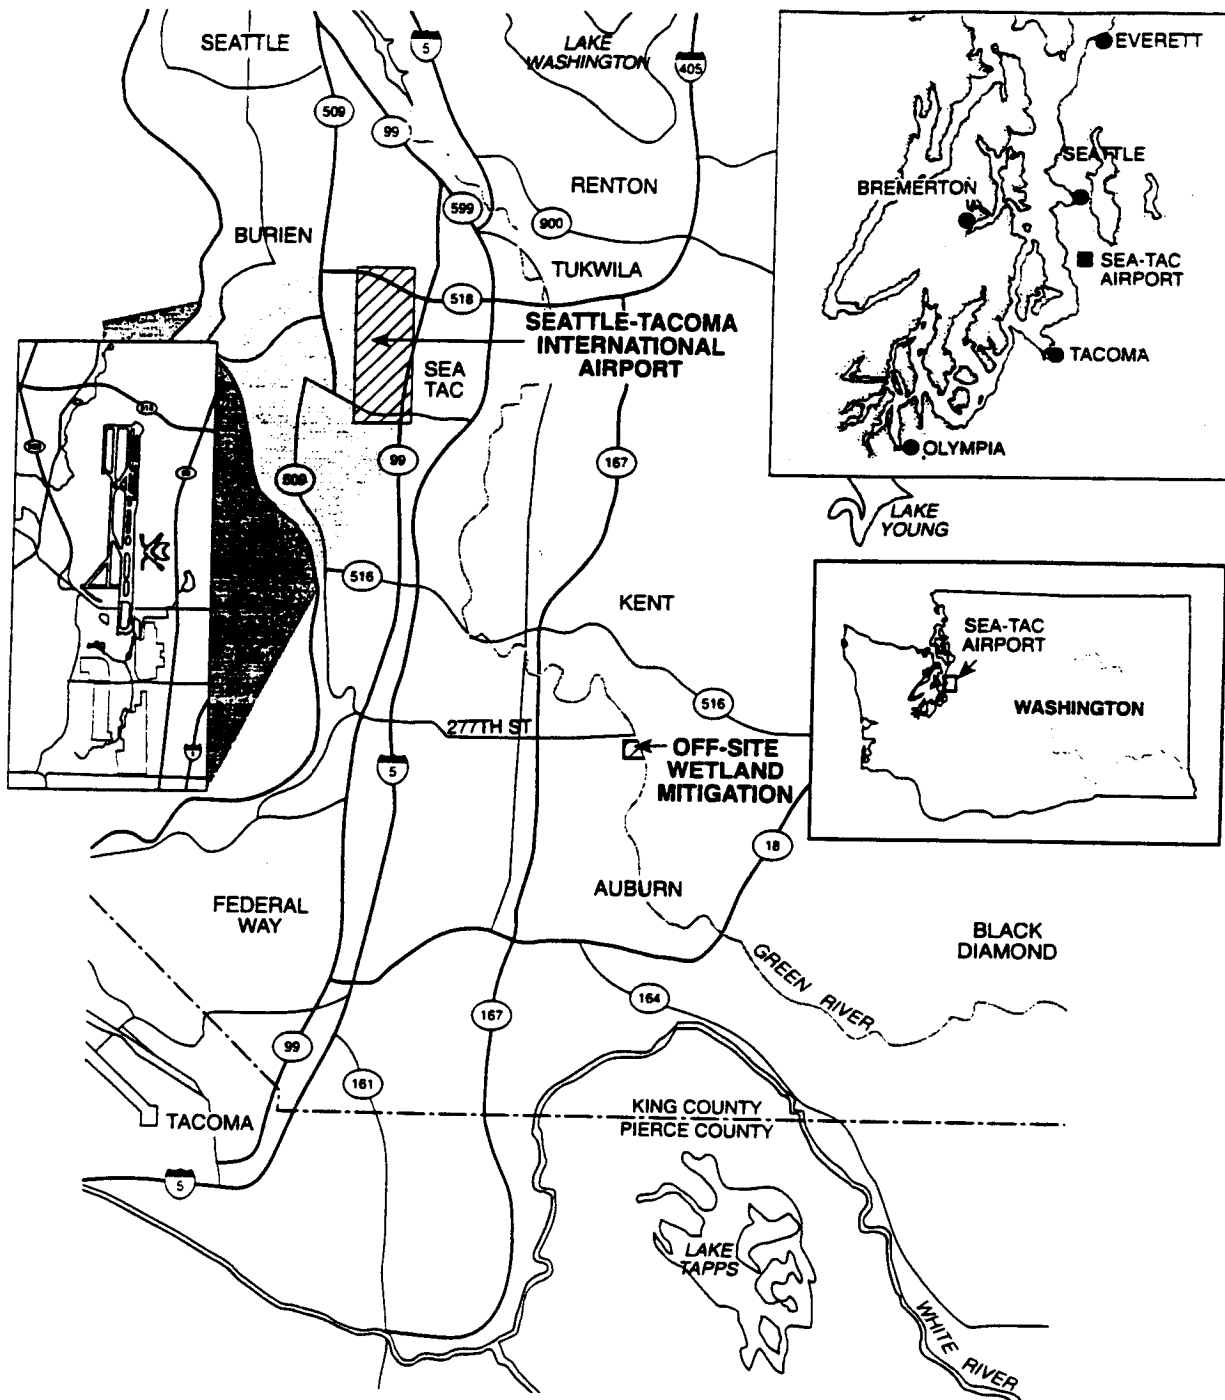 SEATTLE
5
LAKE
WASHINGTON
405
EVERETT
509
99
SEATTLE
RENTON
BREMERTON
599
900
BURIEN
TUKWILA
SEA-TAC
AIRPORT
518
SEATTLE-TACOMA
INTERNATIONAL
AIRPORT
SEA
TAC
TACOMA
OLYMPIA
99
167
509
LAKE
YOUNG
516
KENT
SEA-TAC
AIRPORT
WASHINGTON
516
277TH ST
OFF-SITE
WETLAND
MITIGATION
5
18
AUBURN
FEDERAL
WAY
BLACK
DIAMOND
GREEN RIVER
164
167
99
161
TACOMA
KING COUNTY
PIERCE COUNTY
5
LAKE
TAPPS
WHITE RIVER